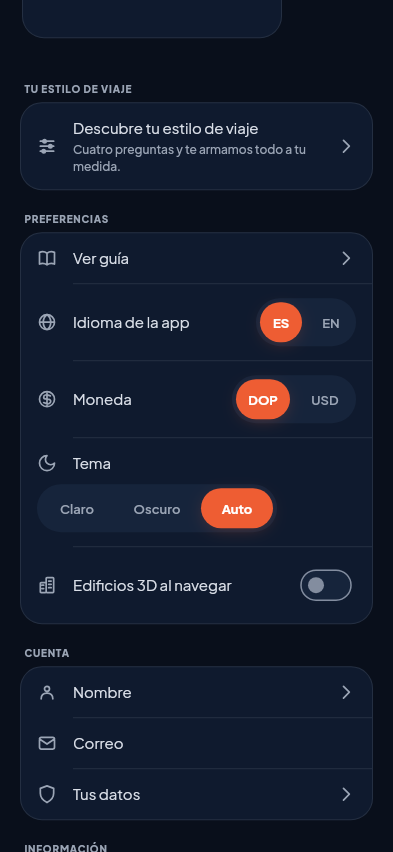 TU ESTILO DE VIAJE
Descubre tu estilo de viaje
Cuatro preguntas y te armamos todo a tu
medida.
PREFERENCIAS
Ver guía
Idioma de la app
ES
EN
Moneda
DOP
USD
Tema
Claro
Oscuro
Auto
Edificios 3D al navegar
CUENTA
Nombre
Correo
Tus datos
INFORMACIÓN